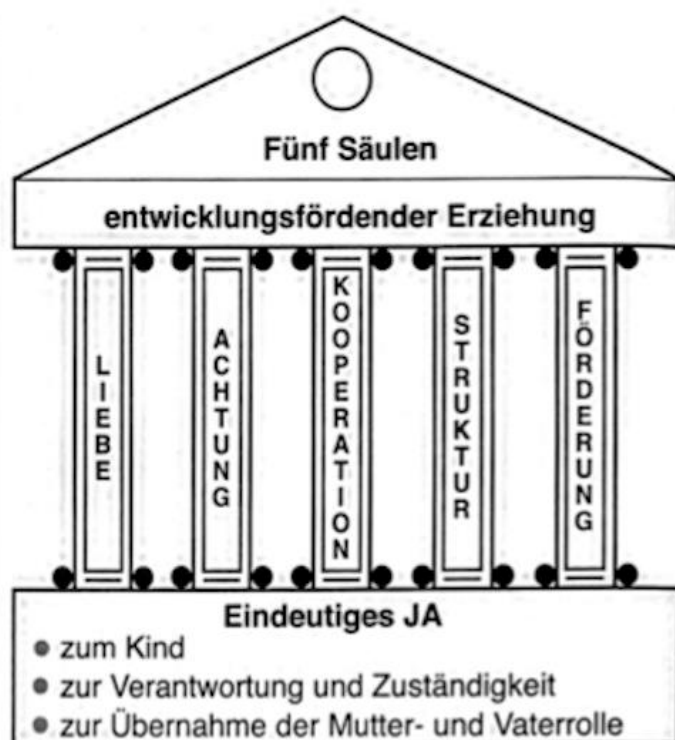 Fünf Säulen
entwicklungsfördender Erziehung
LIEBE
ACHTUNG
KOOPERATION
STRUKTUR
FÖRDERUNG
Eindeutiges JA
• zum Kind
• zur Verantwortung und Zuständigkeit
• zur Übernahme der Mutter- und Vaterrolle